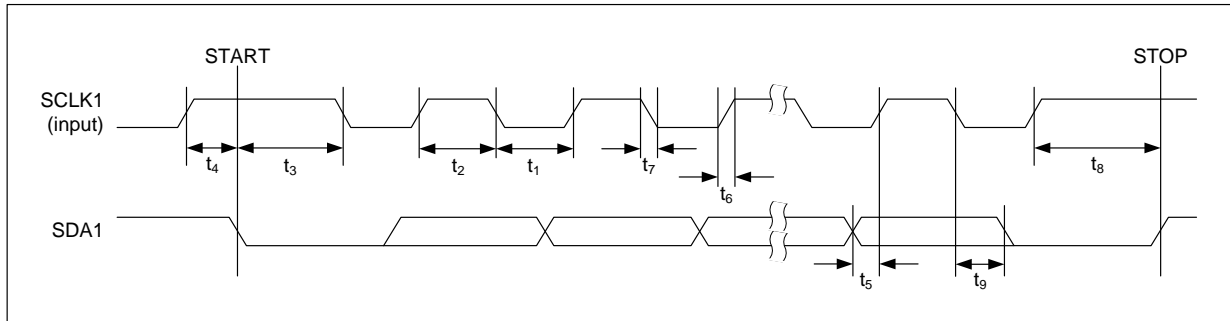 START
STOP
SCLK1
(input)
t4
t3
t2
t1
t7
t6
t8
SDA1
t5
t9